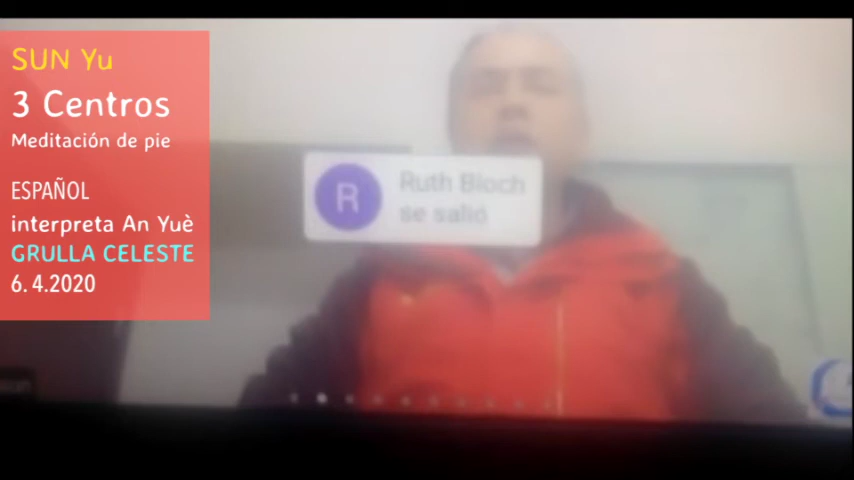 SUN Yu
3 Centros
Meditación de pie
ESPAÑOL
interpreta An Yuè
GRULLA CELESTE
6.4.2020
R
Ruth Bloch
se salió